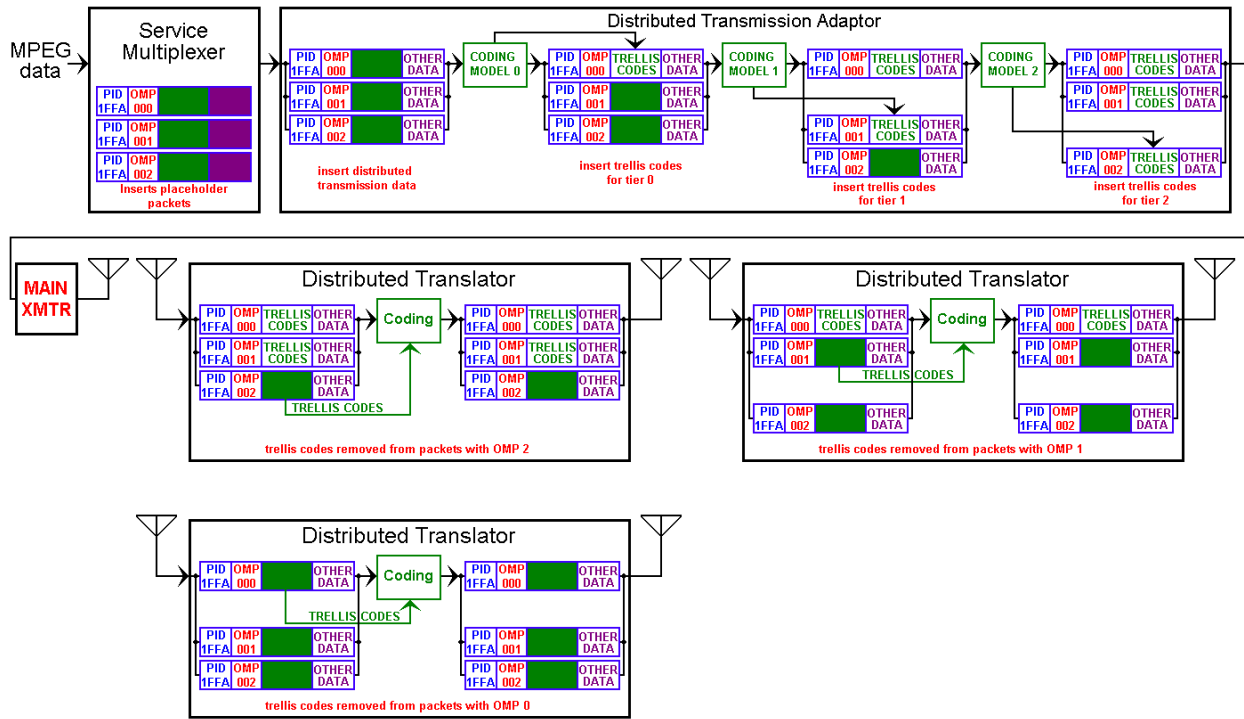 MPEG
data
Service
Multiplexer
PID OMP
1FFA 000
PID OMP
1FFA 001
PID OMP
1FFA 002
Inserts placeholder
packets
Distributed Transmission Adaptor
PID OMP OTHER
1FFA 000 DATA
PID OMP OTHER
1FFA 001 DATA
PID OMP OTHER
1FFA 002 DATA
insert distributed
transmission data
CODING
MODEL 0
PID OMP TRELLIS OTHER
1FFA 000 CODES DATA
PID OMP OTHER
1FFA 001 DATA
PID OMP OTHER
1FFA 002 DATA
insert trellis codes
for tier 0
CODING
MODEL 1
PID OMP TRELLIS OTHER
1FFA 000 CODES DATA
PID OMP TRELLIS OTHER
1FFA 001 CODES DATA
PID OMP OTHER
1FFA 002 DATA
insert trellis codes
for tier 1
CODING
MODEL 2
PID OMP TRELLIS OTHER
1FFA 000 CODES DATA
PID OMP TRELLIS OTHER
1FFA 001 CODES DATA
PID OMP TRELLIS OTHER
1FFA 002 CODES DATA
insert trellis codes
for tier 2
MAIN
XMTR
Distributed Translator
PID OMP TRELLIS OTHER
1FFA 000 CODES DATA
PID OMP TRELLIS OTHER
1FFA 001 CODES DATA
PID OMP OTHER
1FFA 002 DATA
TRELLIS CODES
Coding
PID OMP TRELLIS OTHER
1FFA 000 CODES DATA
PID OMP TRELLIS OTHER
1FFA 001 CODES DATA
PID OMP OTHER
1FFA 002 DATA
trellis codes removed from packets with OMP 2
Distributed Translator
PID OMP TRELLIS OTHER
1FFA 000 CODES DATA
PID OMP OTHER
1FFA 001 DATA
TRELLIS CODES
PID OMP OTHER
1FFA 002 DATA
Coding
PID OMP TRELLIS OTHER
1FFA 000 CODES DATA
PID OMP OTHER
1FFA 001 DATA
PID OMP OTHER
1FFA 002 DATA
trellis codes removed from packets with OMP 1
Distributed Translator
PID OMP OTHER
1FFA 000 DATA
TRELLIS CODES
PID OMP OTHER
1FFA 001 DATA
PID OMP OTHER
1FFA 002 DATA
Coding
PID OMP OTHER
1FFA 000 DATA
PID OMP OTHER
1FFA 001 DATA
PID OMP OTHER
1FFA 002 DATA
trellis codes removed from packets with OMP 0